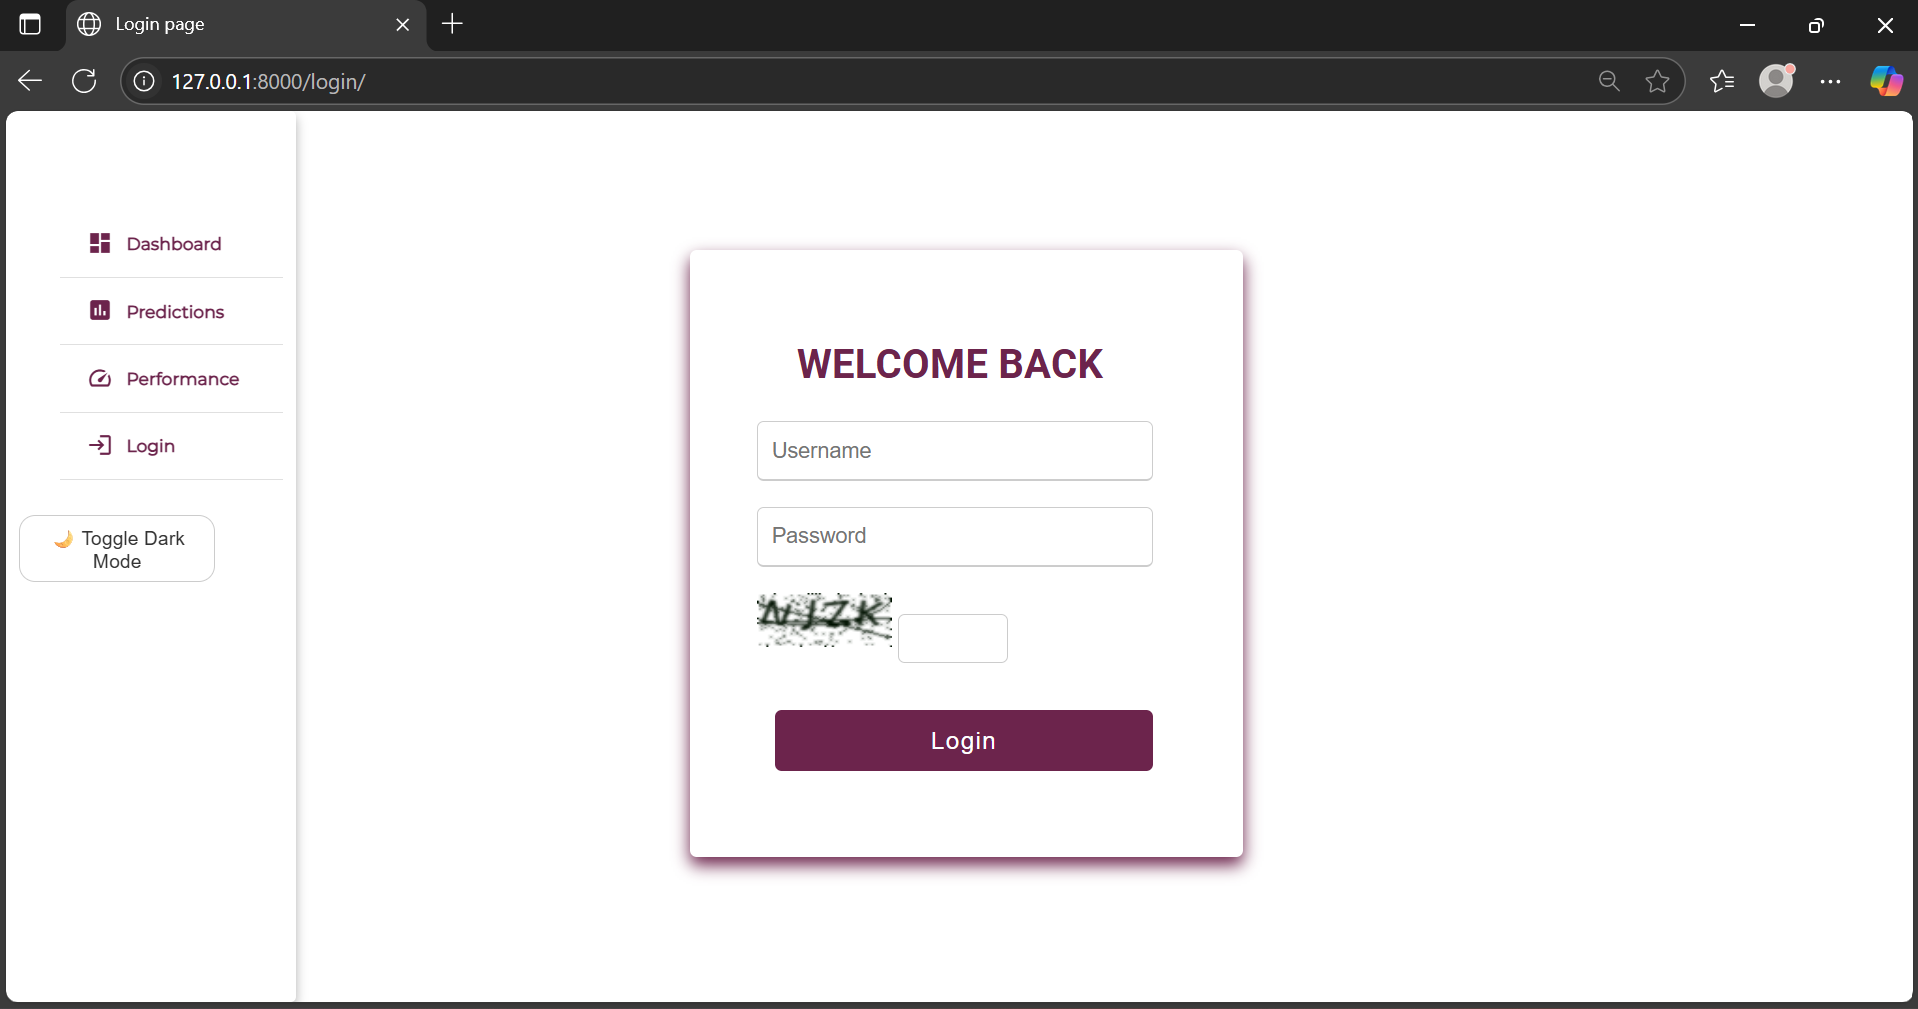 Login page
127.0.0.1:8000/login/
Dashboard
Predictions
Performance
Login
Toggle Dark
Mode
WELCOME BACK
Username
Password
NJZK
Login